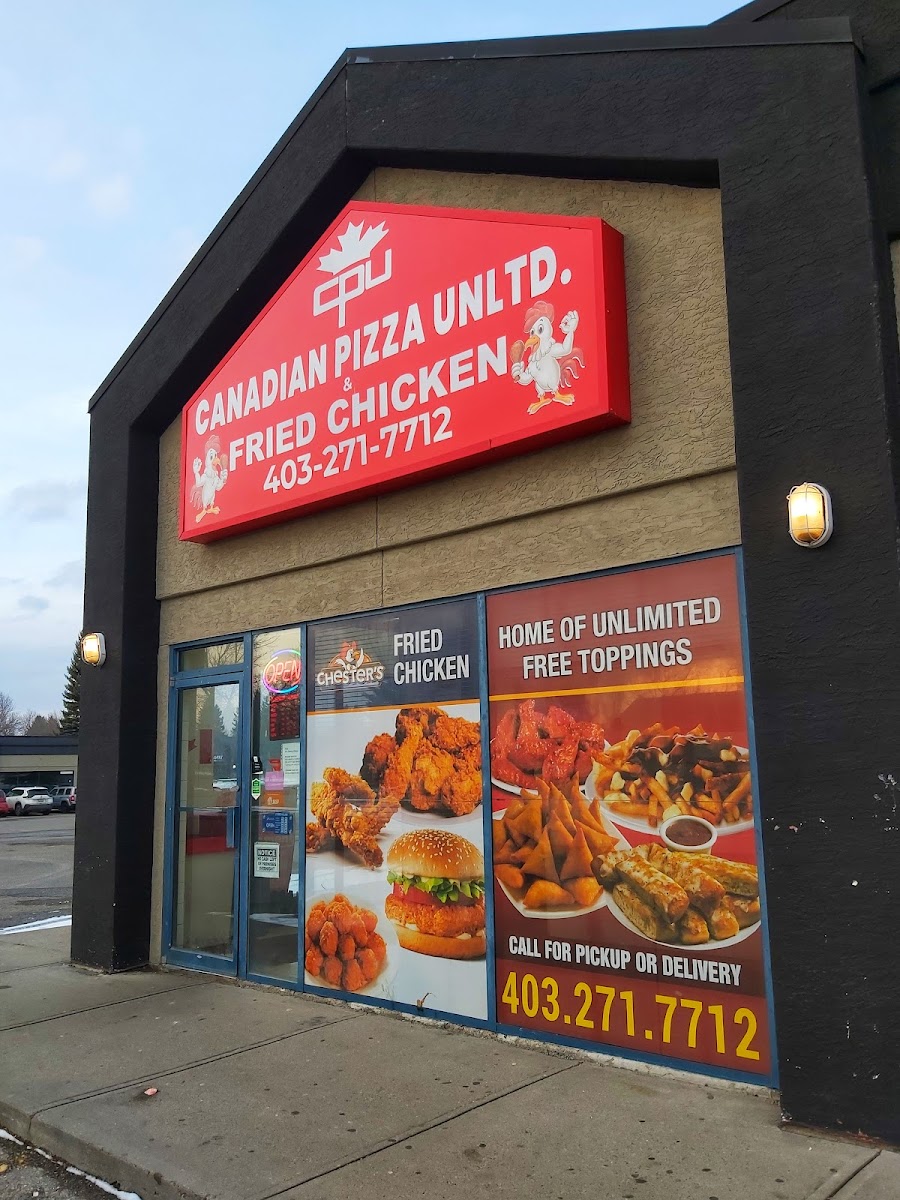 cpu
CANADIAN PIZZA UNLTD.
&
FRIED CHICKEN
403-271-7712
OPEN
CHESTER'S
FRIED
CHICKEN
HOME OF UNLIMITED
FREE TOPPINGS
NOTICE
CALL FOR PICKUP OR DELIVERY
403.271.7712